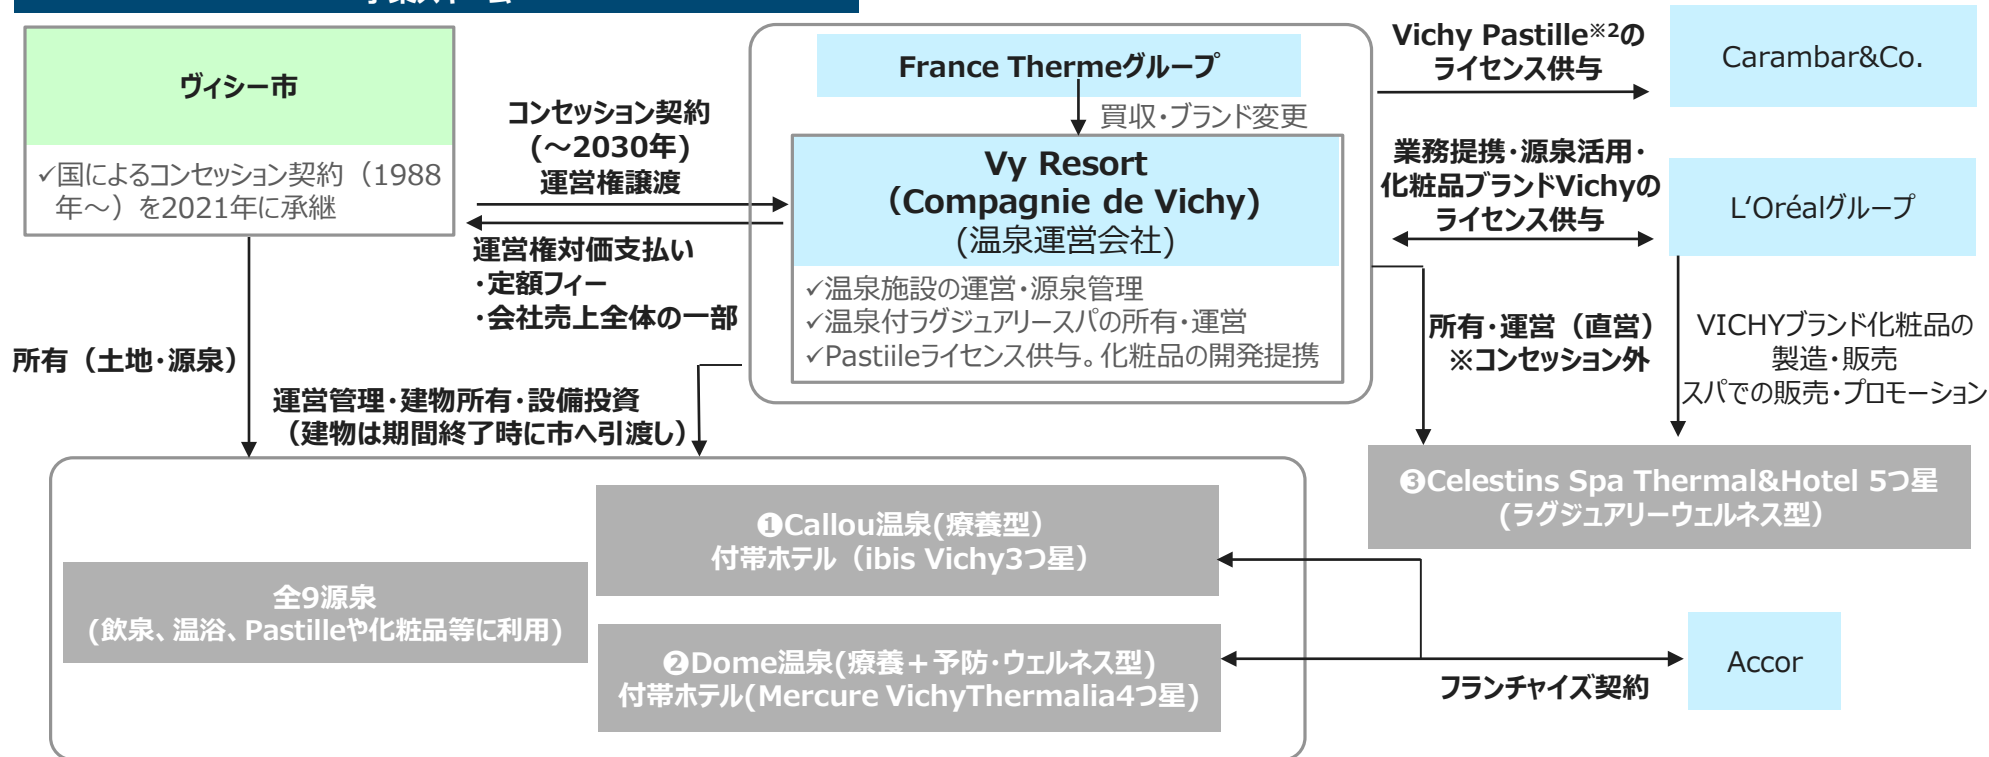 ヴィシー市
✓国によるコンセッション契約（1988
年～）を2021年に承継
コンセッション契約
(～2030年)
運営権譲渡
運営権対価支払い
・定額フィー
・会社売上全体の一部
France Thermeグループ
買収・ブランド変更
Vy Resort
（Compagnie de Vichy)
(温泉運営会社)
✓温泉施設の運営・源泉管理
✓温泉付ラグジュアリースパの所有・運営
✓Pastiileライセンス供与。化粧品の開発提携
Vichy Pastille※2の
ライセンス供与
Carambar&Co.
業務提携・源泉活用・
化粧品ブランドVichyの
ライセンス供与
L‘Oréalグループ
所有・運営（直営）
※コンセッション外
VICHYブランド化粧品の
製造・販売
スパでの販売・プロモーション
所有（土地・源泉）
運営管理・建物所有・設備投資
（建物は期間終了時に市へ引渡し）
❸Celestins Spa Thermal&Hotel 5つ星
(ラグジュアリーウェルネス型）
❶Callou温泉(療養型）
付帯ホテル（ibis Vichy3つ星）
全9源泉
(飲泉、温浴、Pastilleや化粧品等に利用)
❷Dome温泉(療養＋予防・ウェルネス型)
付帯ホテル(Mercure VichyThermalia4つ星)
フランチャイズ契約
Accor